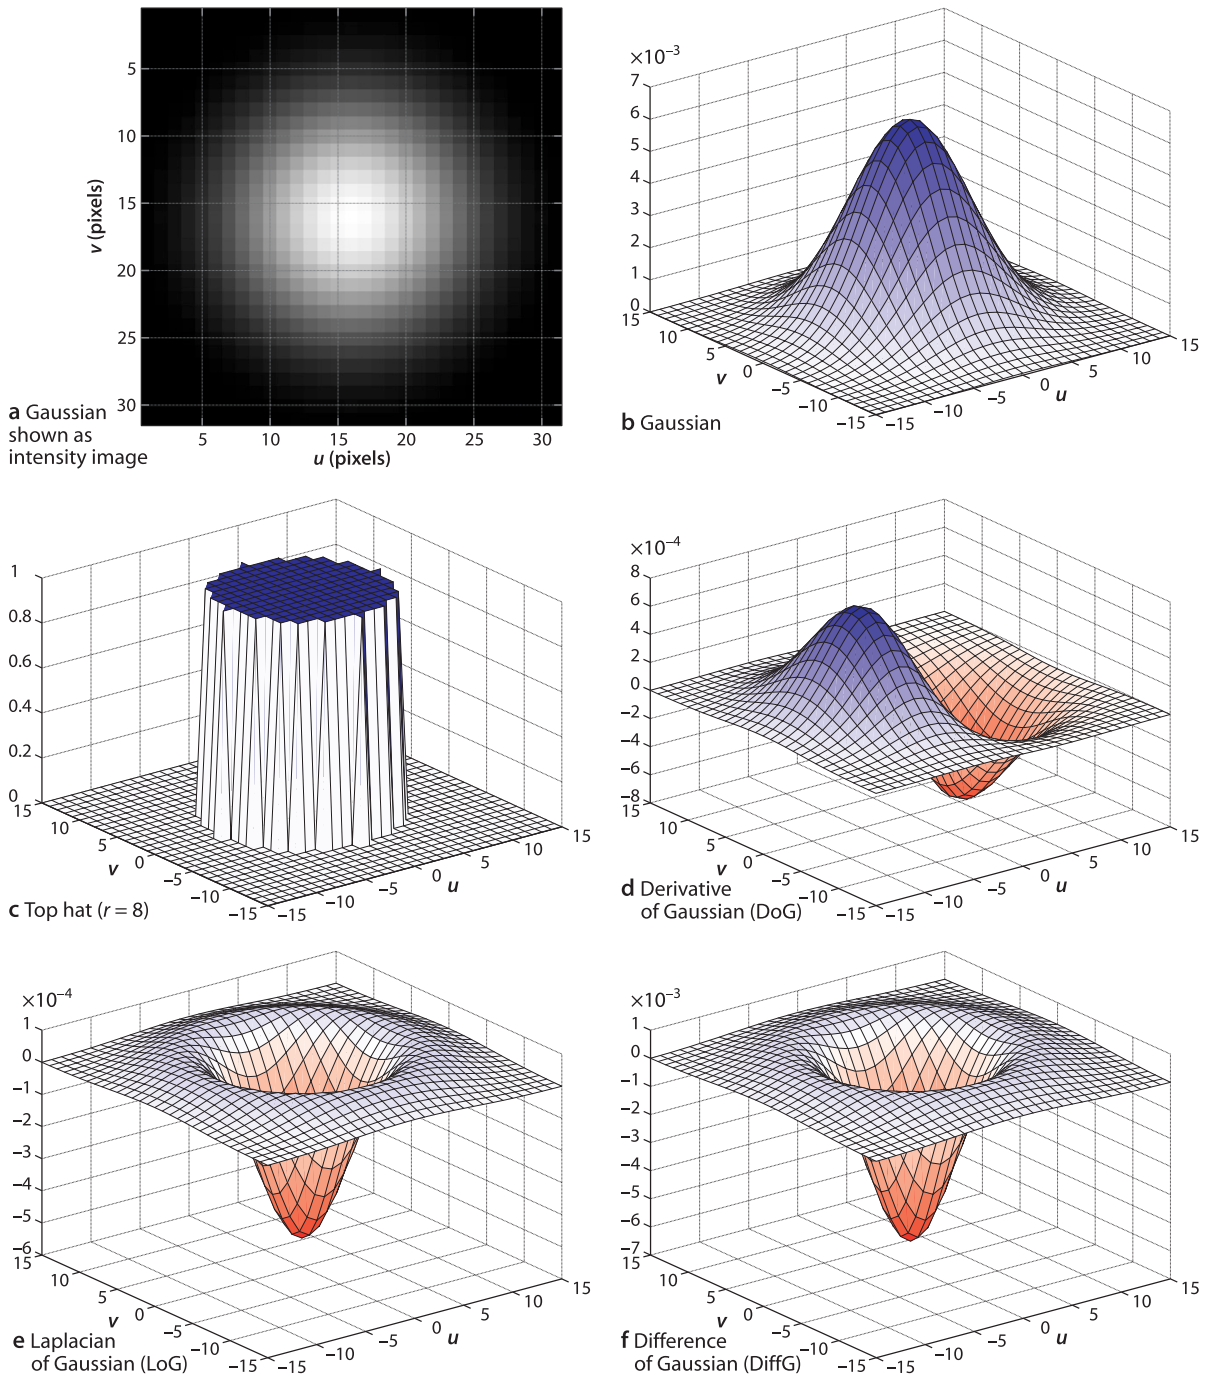 5
10
15
20
25
30
v (pixels)
5 10 15 20 25 30
u (pixels)
a Gaussian
shown as
intensity image
×10⁻³
7
6
5
4
3
2
1
0
15 10 5 0 −5 −10 −15
v
−15 −10 −5 0 5 10 15
u
b Gaussian
1
0.8
0.6
0.4
0.2
0
15 10 5 0 −5 −10 −15
v
−15 −10 −5 0 5 10 15
u
c Top hat (r = 8)
×10⁻⁴
8
6
4
2
0
−2
−4
−6
−8
15 10 5 0 −5 −10 −15
v
−15 −10 −5 0 5 10 15
u
d Derivative
of Gaussian (DoG)
×10⁻⁴
1
0
−1
−2
−3
−4
−5
−6
15 10 5 0 −5 −10 −15
v
−15 −10 −5 0 5 10 15
u
e Laplacian
of Gaussian (LoG)
×10⁻³
1
0
−1
−2
−3
−4
−5
−6
−7
15 10 5 0 −5 −10 −15
v
−15 −10 −5 0 5 10 15
u
f Difference
of Gaussian (DiffG)